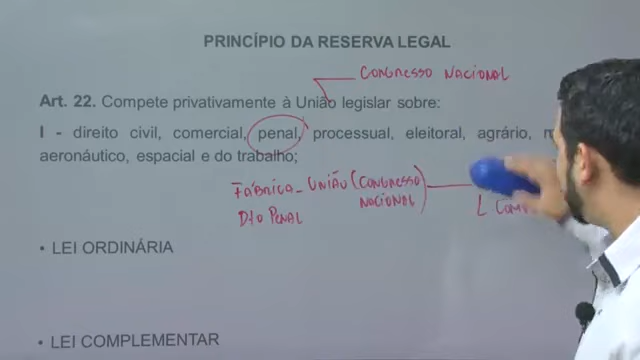 PRINCÍPIO DA RESERVA LEGAL
CONGRESSO NACIONAL
Art. 22. Compete privativamente à União legislar sobre:
I - direito civil, comercial, penal, processual, eleitoral, agrário,
aeronáutico, espacial e do trabalho;
FÁBRICA - UNIÃO (CONGRESSO
NACIONAL)
DTO PENAL
• LEI ORDINÁRIA
• LEI COMPLEMENTAR